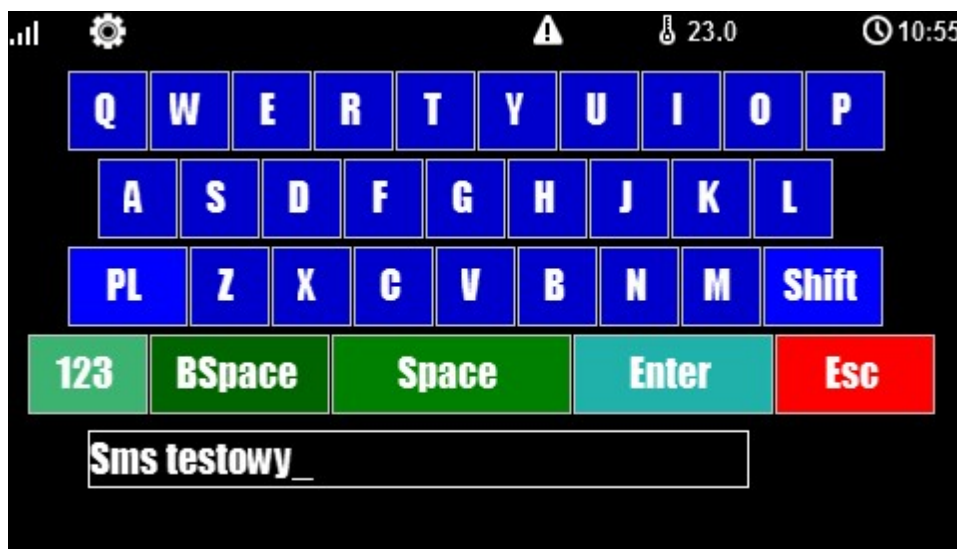 23.0 10:55
Q W E R T Y U I O P
A S D F G H J K L
PL Z X C V B N M Shift
123 BSpace Space Enter Esc
Sms testowy_